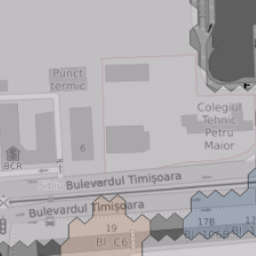 Punct
termic
Colegiul
Tehnic
Petru
Maior
6
BCR
Bulevardul Timișoara
Bulevardul Timișoara
19
Bl C6
17B